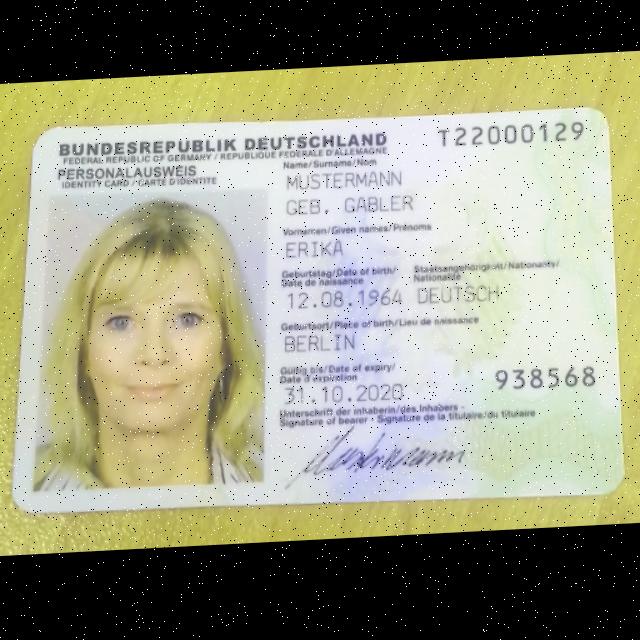 BUNDESREPUBLIK DEUTSCHLAND
T22000129
FEDERAL REPUBLIC OF GERMANY / REPUBLIQUE FEDERALE D'ALLEMAGNE
PERSONALAUSWEIS
IDENTITY CARD / CARTE D'IDENTITE
Name/Surname/Nom
MUSTERMANN
GEB. GABLER
Vornamen/Given names/Prénoms
ERIKA
Geburtstag/Date of birth/
Date de naissance
Staatsangehörigkeit/Nationality/
Nationalité
12.08.1964 DEUTSCH
Geburtsort/Place of birth/Lieu de naissance
BERLIN
Gültig bis/Date of expiry/
Date d'expiration
31.10.2020
938568
Unterschrift der Inhaberin/des Inhabers -
Signature of bearer - Signature de la titulaire/du titulaire
Mustermann